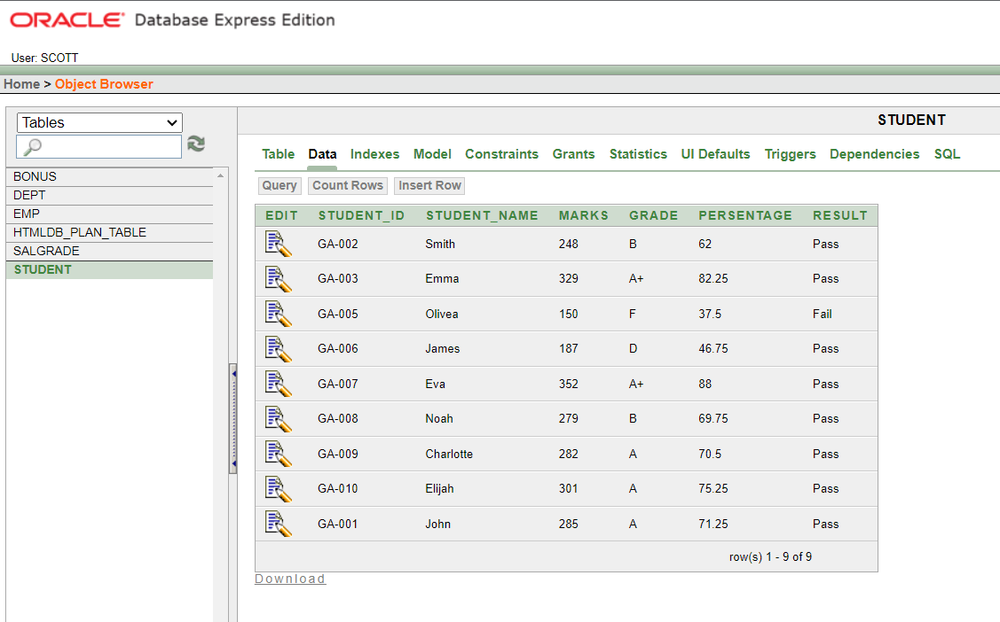 ORACLE® Database Express Edition
User: SCOTT
Home > Object Browser
Tables
BONUS
DEPT
EMP
HTMLDB_PLAN_TABLE
SALGRADE
STUDENT
STUDENT
Table Data Indexes Model Constraints Grants Statistics UI Defaults Triggers Dependencies SQL
Query Count Rows Insert Row
EDIT STUDENT_ID STUDENT_NAME MARKS GRADE PERSENTAGE RESULT
GA-002 Smith 248 B 62 Pass
GA-003 Emma 329 A+ 82.25 Pass
GA-005 Olivea 150 F 37.5 Fail
GA-006 James 187 D 46.75 Pass
GA-007 Eva 352 A+ 88 Pass
GA-008 Noah 279 B 69.75 Pass
GA-009 Charlotte 282 A 70.5 Pass
GA-010 Elijah 301 A 75.25 Pass
GA-001 John 285 A 71.25 Pass
row(s) 1 - 9 of 9
Download